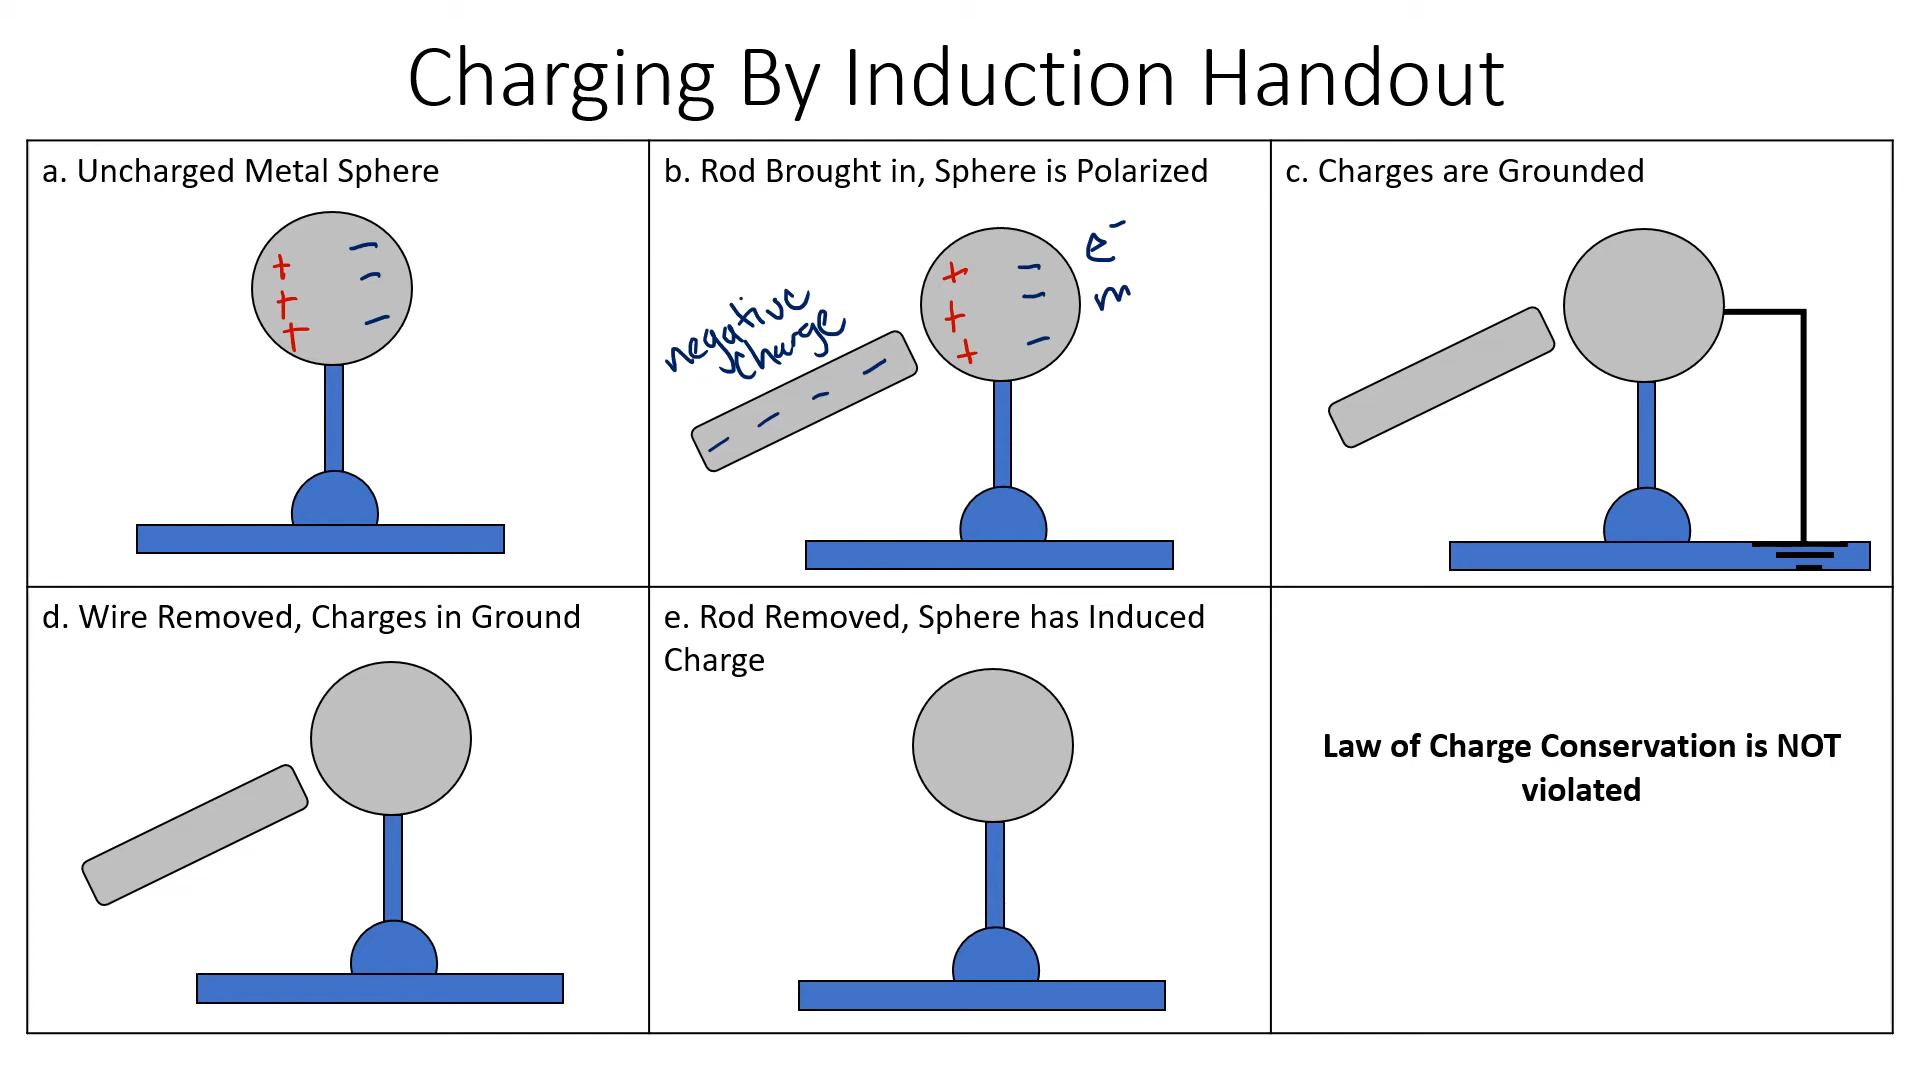 Charging By Induction Handout
a. Uncharged Metal Sphere
+ −
+ −
+ −
b. Rod Brought in, Sphere is Polarized
e⁻
m
negative
charge
+ −
+ −
+ −
− − − −
c. Charges are Grounded
d. Wire Removed, Charges in Ground
e. Rod Removed, Sphere has Induced
Charge
Law of Charge Conservation is NOT
violated